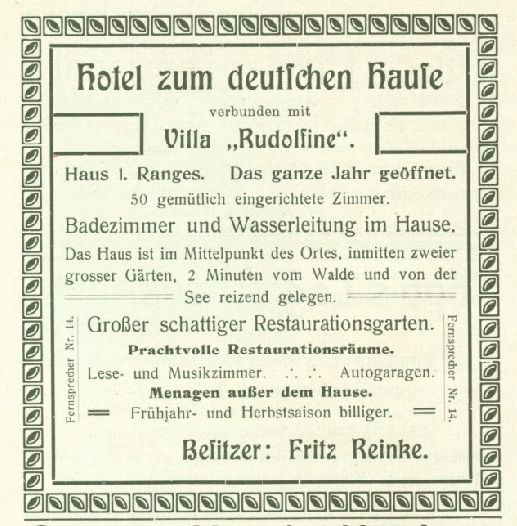 Hotel zum deutſchen Hauſe
verbunden mit
Villa „Rudolfine“.
Haus 1. Ranges. Das ganze Jahr geöffnet.
50 gemütlich eingerichtete Zimmer.
Badezimmer und Wasserleitung im Hause.
Das Haus ist im Mittelpunkt des Ortes, inmitten zweier
grosser Gärten, 2 Minuten vom Walde und von der
See reizend gelegen.
Fernsprecher Nr. 14.
Großer schattiger Restaurationsgarten.
Prachtvolle Restaurationsräume.
Lese- und Musikzimmer. ∴ ∴ Autogaragen.
Menagen außer dem Hause.
Frühjahr- und Herbstsaison billiger.
Fernsprecher Nr. 14.
Beſitzer: Fritz Reinke.